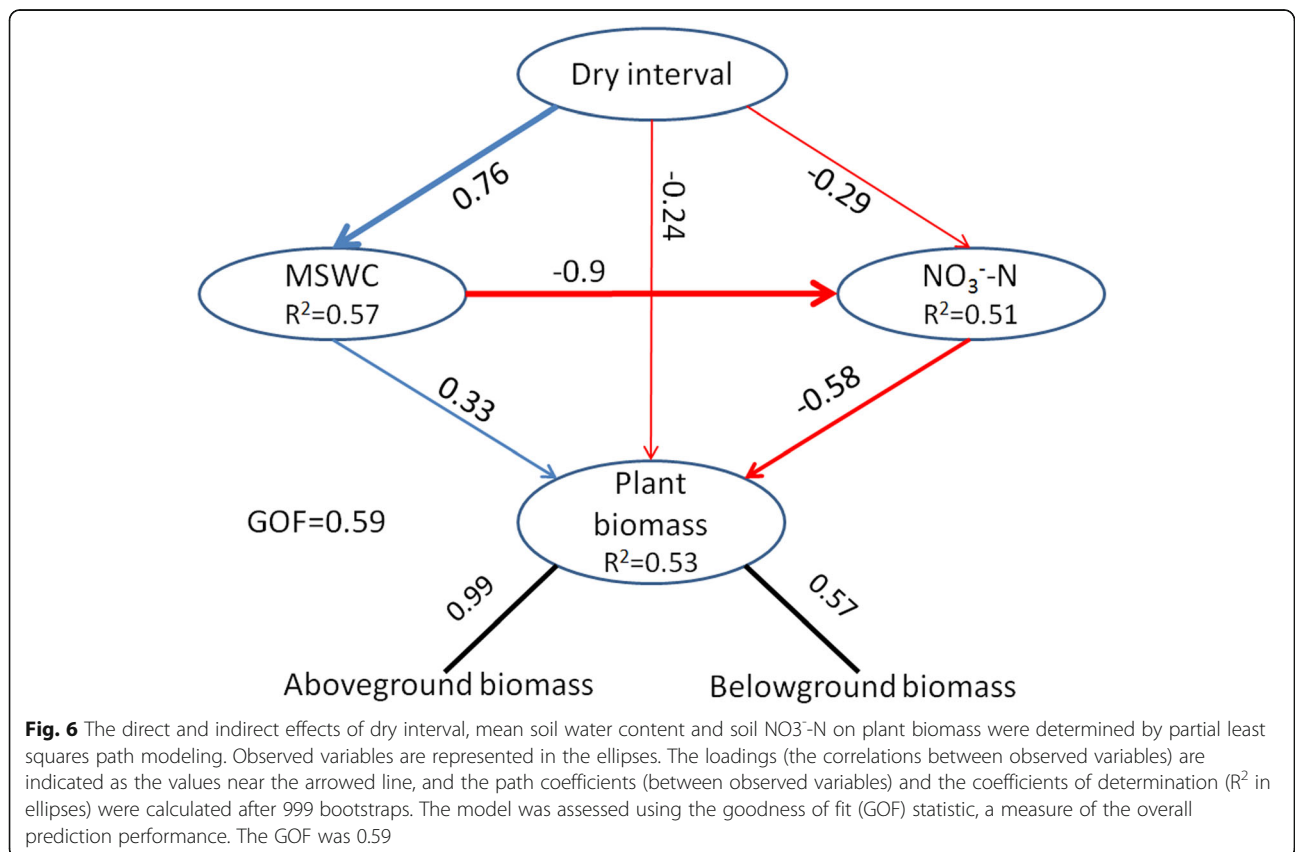 Dry interval
0.76
-0.24
-0.29
MSWC
R²=0.57
-0.9
NO₃⁻-N
R²=0.51
0.33
-0.58
Plant
biomass
R²=0.53
GOF=0.59
0.99
0.57
Aboveground biomass
Belowground biomass
Fig. 6 The direct and indirect effects of dry interval, mean soil water content and soil NO3⁻-N on plant biomass were determined by partial least
squares path modeling. Observed variables are represented in the ellipses. The loadings (the correlations between observed variables) are
indicated as the values near the arrowed line, and the path coefficients (between observed variables) and the coefficients of determination (R² in
ellipses) were calculated after 999 bootstraps. The model was assessed using the goodness of fit (GOF) statistic, a measure of the overall
prediction performance. The GOF was 0.59